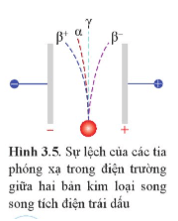 γ
β⁺ α β⁻
- +
Hình 3.5. Sự lệch của các tia
phóng xạ trong điện trường
giữa hai bản kim loại song
song tích điện trái dấu